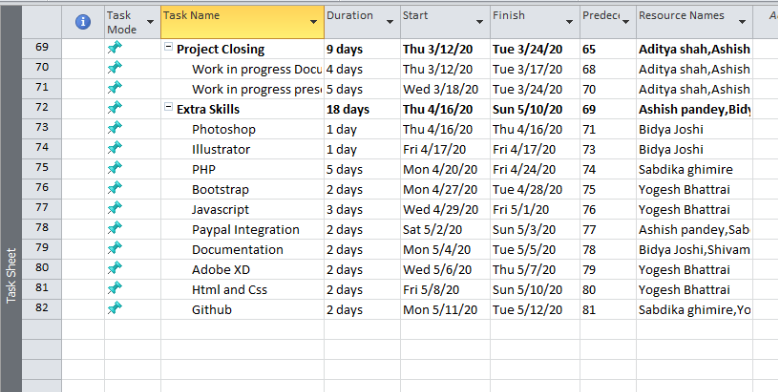 Task Mode Task Name Duration Start Finish Predec Resource Names
69 Project Closing 9 days Thu 3/12/20 Tue 3/24/20 65 Aditya shah,Ashish
70 Work in progress Docu 4 days Thu 3/12/20 Tue 3/17/20 68 Aditya shah,Ashish
71 Work in progress prese 5 days Wed 3/18/20 Tue 3/24/20 70 Aditya shah,Ashish
72 Extra Skills 18 days Thu 4/16/20 Sun 5/10/20 69 Ashish pandey,Bidy
73 Photoshop 1 day Thu 4/16/20 Thu 4/16/20 71 Bidya Joshi
74 Illustrator 1 day Fri 4/17/20 Fri 4/17/20 73 Bidya Joshi
75 PHP 5 days Mon 4/20/20 Fri 4/24/20 74 Sabdika ghimire
76 Bootstrap 2 days Mon 4/27/20 Tue 4/28/20 75 Yogesh Bhattrai
77 Javascript 3 days Wed 4/29/20 Fri 5/1/20 76 Yogesh Bhattrai
78 Paypal Integration 2 days Sat 5/2/20 Sun 5/3/20 77 Ashish pandey,Sab
79 Documentation 2 days Mon 5/4/20 Tue 5/5/20 78 Bidya Joshi,Shivam
80 Adobe XD 2 days Wed 5/6/20 Thu 5/7/20 79 Yogesh Bhattrai
81 Html and Css 2 days Fri 5/8/20 Sun 5/10/20 80 Yogesh Bhattrai
82 Github 2 days Mon 5/11/20 Tue 5/12/20 81 Sabdika ghimire,Yo
Task Sheet